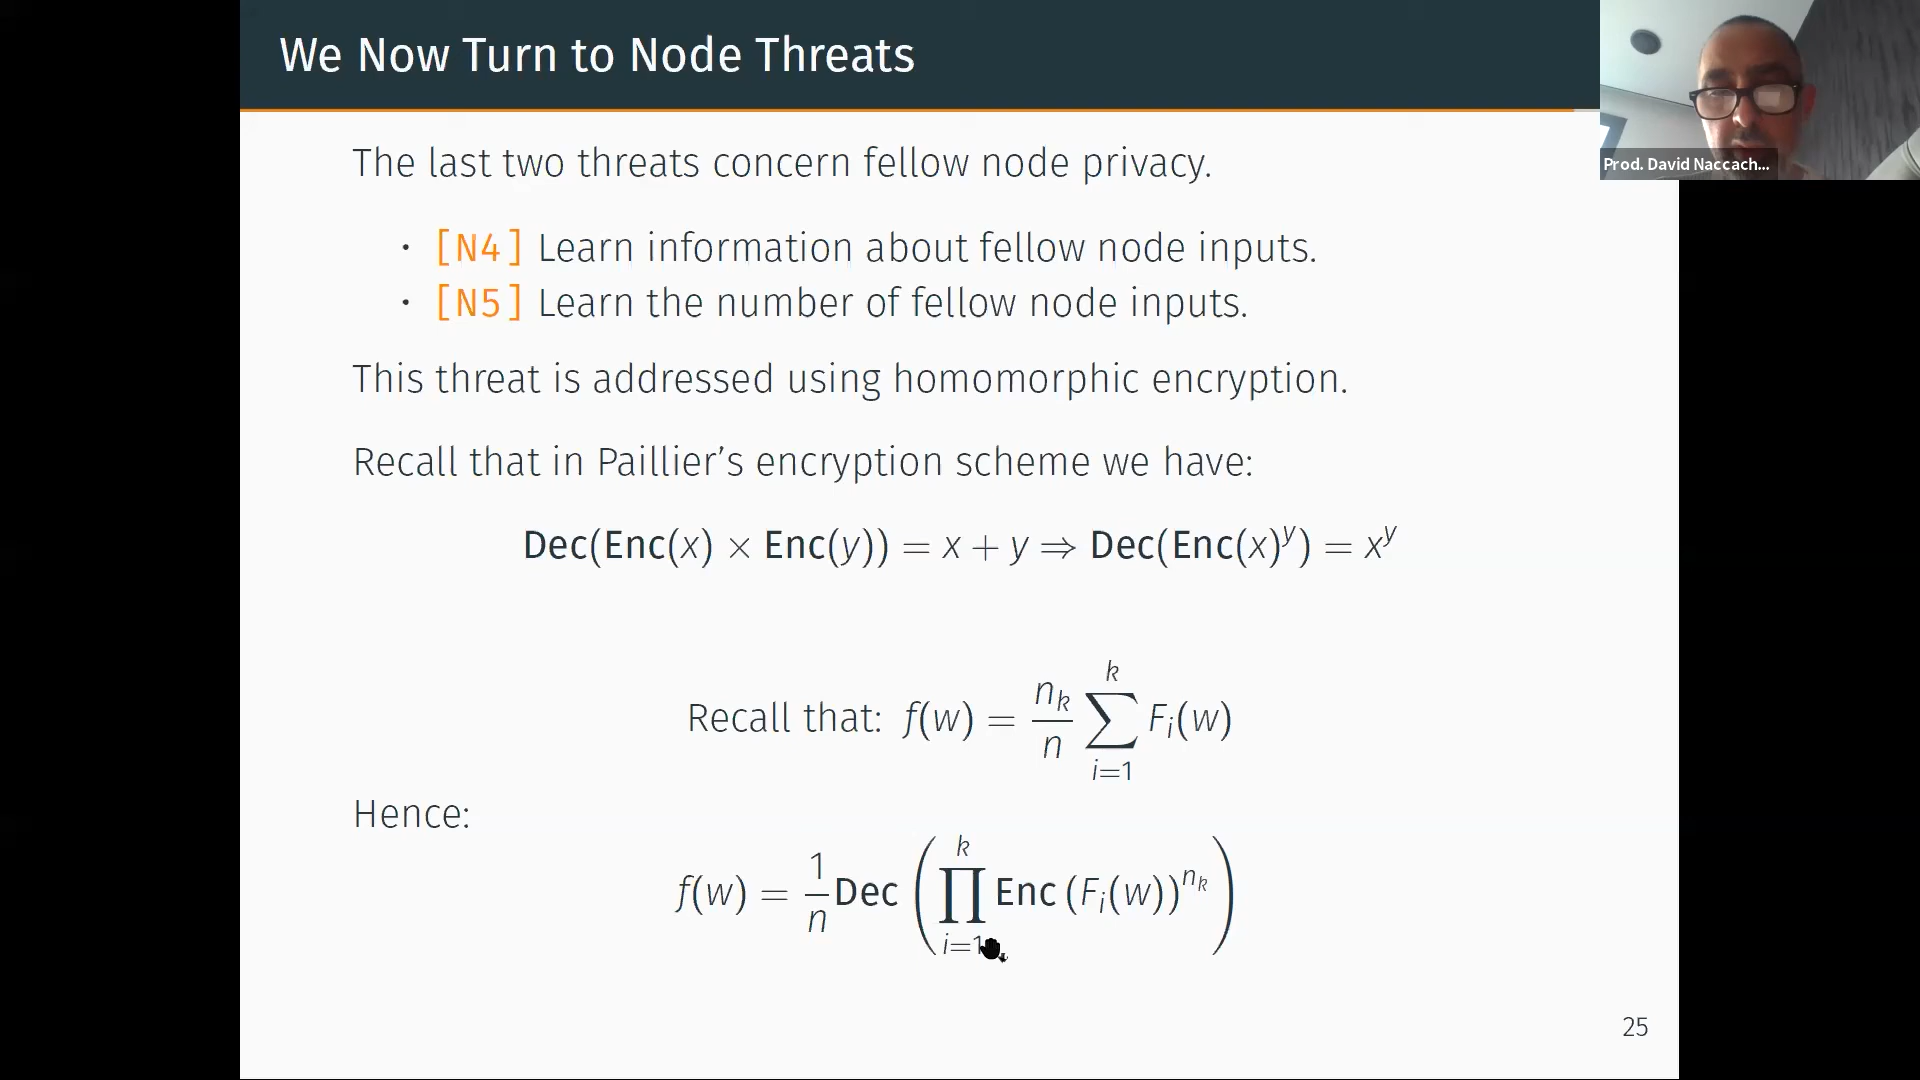 We Now Turn to Node Threats
Prod. David Naccach...
The last two threats concern fellow node privacy.
· [N4] Learn information about fellow node inputs.
· [N5] Learn the number of fellow node inputs.
This threat is addressed using homomorphic encryption.
Recall that in Paillier’s encryption scheme we have:
Dec(Enc(x) × Enc(y)) = x + y ⇒ Dec(Enc(x)^y) = x^y
Recall that: f(w) = n_k/n ∑_{i=1}^{k} F_i(w)
Hence:
f(w) = 1/n Dec (∏_{i=1}^{k} Enc (F_i(w))^{n_k})
25